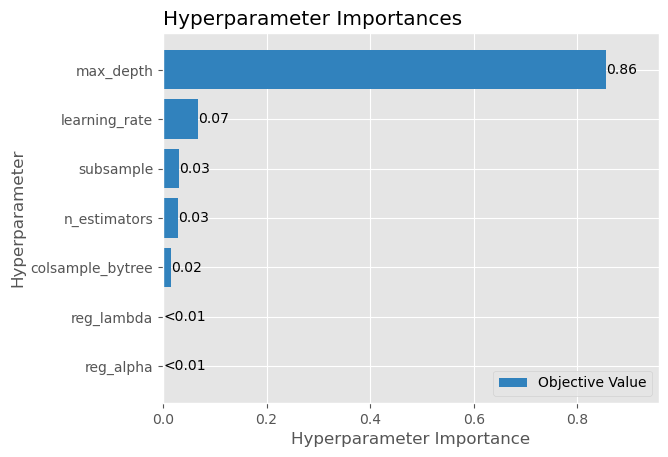 Hyperparameter Importances
Hyperparameter
max_depth 0.86
learning_rate 0.07
subsample 0.03
n_estimators 0.03
colsample_bytree 0.02
reg_lambda <0.01
reg_alpha <0.01
Objective Value
0.0 0.2 0.4 0.6 0.8
Hyperparameter Importance